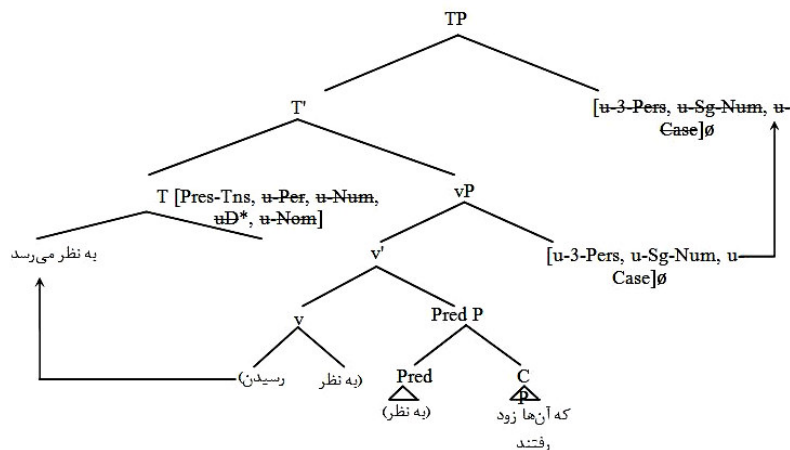 TP
T'
[u-3-Pers, u-Sg-Num, u-
Case]ø
T [Pres-Tns, u-Per, u-Num,
uD*, u-Nom]
vP
به نظر می‌رسد
v'
[u-3-Pers, u-Sg-Num, u-
Case]ø
v
Pred P
رسیدن)
(به نظر
Pred
C
P
(به نظر)
که آن‌ها زود
رفتند